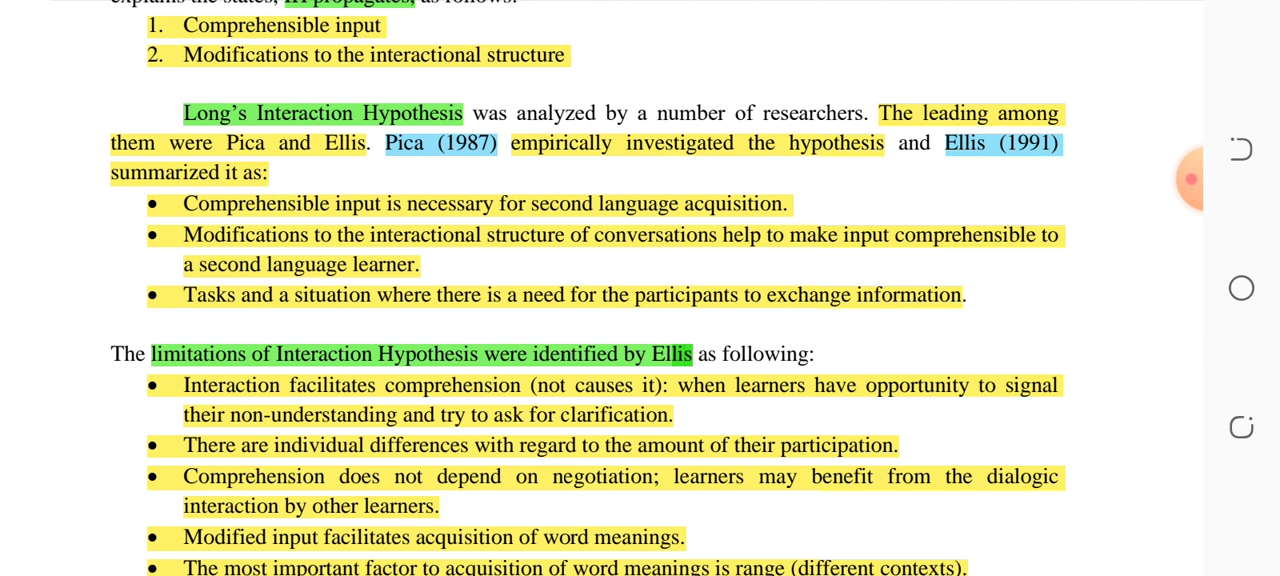 explains the states, IH propagates, as follows:
1. Comprehensible input
2. Modifications to the interactional structure
Long’s Interaction Hypothesis was analyzed by a number of researchers. The leading among
them were Pica and Ellis. Pica (1987) empirically investigated the hypothesis and Ellis (1991)
summarized it as:
• Comprehensible input is necessary for second language acquisition.
• Modifications to the interactional structure of conversations help to make input comprehensible to
a second language learner.
• Tasks and a situation where there is a need for the participants to exchange information.
The limitations of Interaction Hypothesis were identified by Ellis as following:
• Interaction facilitates comprehension (not causes it): when learners have opportunity to signal
their non-understanding and try to ask for clarification.
• There are individual differences with regard to the amount of their participation.
• Comprehension does not depend on negotiation; learners may benefit from the dialogic
interaction by other learners.
• Modified input facilitates acquisition of word meanings.
• The most important factor to acquisition of word meanings is range (different contexts).